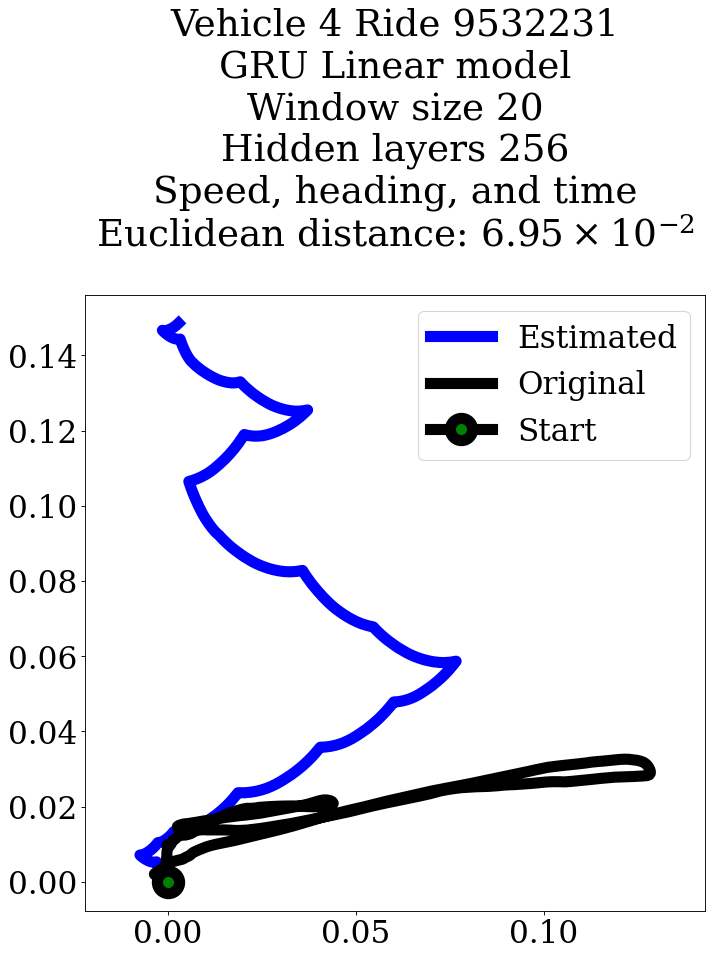 Vehicle 4 Ride 9532231
GRU Linear model
Window size 20
Hidden layers 256
Speed, heading, and time
Euclidean distance: 6.95 × 10⁻²
Estimated
Original
Start
0.14
0.12
0.10
0.08
0.06
0.04
0.02
0.00
0.00 0.05 0.10